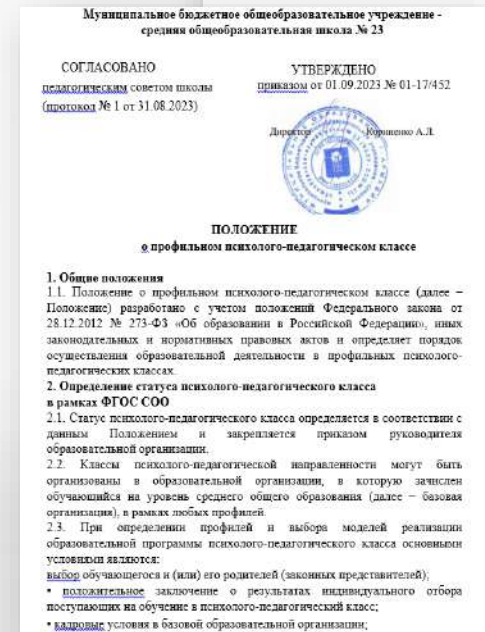 Муниципальное бюджетное общеобразовательное учреждение -
средняя общеобразовательная школа № 23
СОГЛАСОВАНО
педагогическим советом школы
(протокол № 1 от 31.08.2023)
УТВЕРЖДЕНО
приказом от 01.09.2023 № 01-17/452
Директор Корниенко А.Л.
ПОЛОЖЕНИЕ
о профильном психолого-педагогическом классе
1. Общие положения
1.1. Положение о профильном психолого-педагогическом классе (далее –
Положение) разработано с учетом положений Федерального закона от
28.12.2012 № 273-ФЗ «Об образовании в Российской Федерации», иных
законодательных и нормативных правовых актов и определяет порядок
осуществления образовательной деятельности в профильных психолого-
педагогических классах.
2. Определение статуса психолого-педагогического класса
в рамках ФГОС СОО
2.1. Статус психолого-педагогического класса определяется в соответствии с
данным Положением и закрепляется приказом руководителя
образовательной организации.
2.2. Классы психолого-педагогической направленности могут быть
организованы в образовательной организации, в которую зачислен
обучающийся на уровень среднего общего образования (далее – базовая
организация), в рамках любых профилей.
2.3. При определении профилей и выбора моделей реализации
образовательной программы психолого-педагогического класса основными
условиями являются:
выбор обучающегося и (или) его родителей (законных представителей);
• положительное заключение о результатах индивидуального отбора
поступающих на обучение в психолого-педагогический класс;
• кадровые условия в базовой образовательной организации;